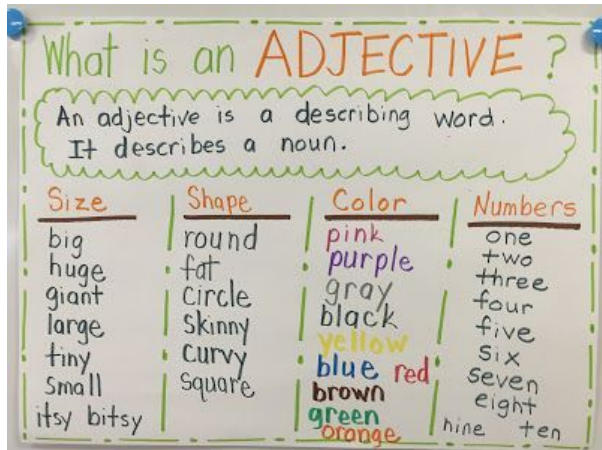 What is an ADJECTIVE ?
An adjective is a describing word.
It describes a noun.
Size
big
huge
giant
large
tiny
small
itsy bitsy
Shape
round
fat
circle
skinny
curvy
square
Color
pink
purple
gray
black
yellow
blue red
brown
green
orange
Numbers
one
two
three
four
five
six
seven
eight
nine ten